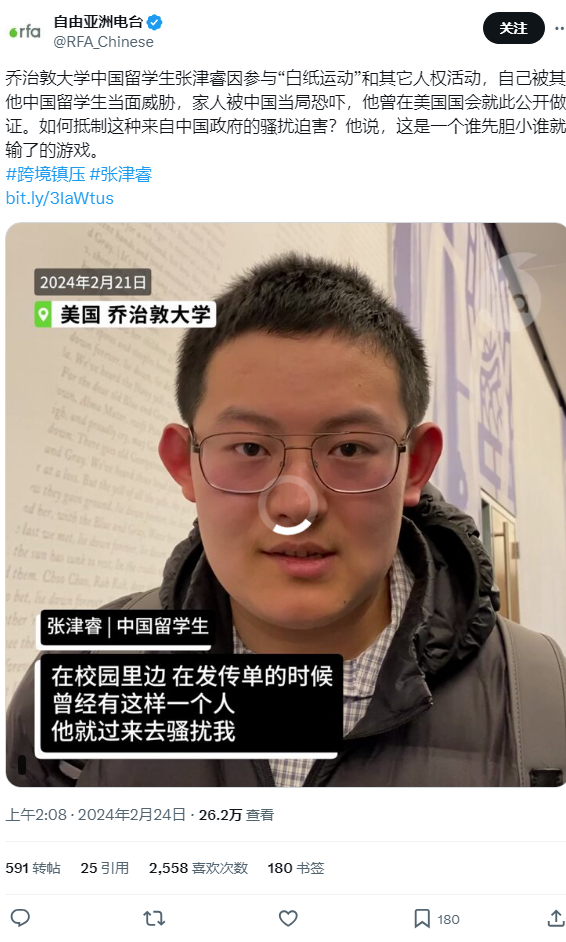 自由亚洲电台
关注
rfa
@RFA_Chinese
乔治敦大学中国留学生张津睿因参与“白纸运动”和其它人权活动，自己被其
他中国留学生当面威胁，家人被中国当局恐吓，他曾在美国国会就此公开做
证。如何抵制这种来自中国政府的骚扰迫害？他说，这是一个谁先胆小谁就
输了的游戏。
#跨境镇压 #张津睿
bit.ly/3IaWtus
2024年2月21日
美国 乔治敦大学
张津睿 | 中国留学生
在校园里边 在发传单的时候
曾经有这样一个人
他就过来去骚扰我
上午2:08 · 2024年2月24日 · 26.2万 查看
591 转帖 25 引用 2,558 喜欢次数 180 书签
180